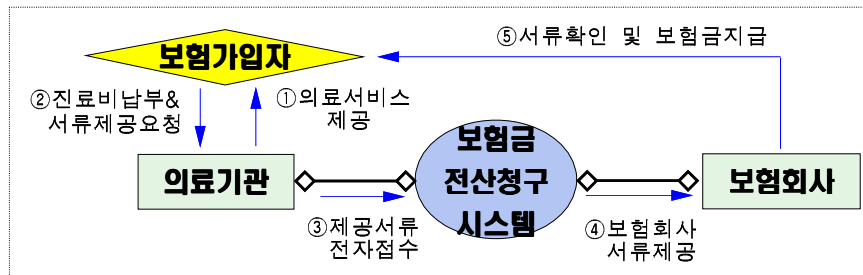 ⑤서류확인 및 보험금지급
보험가입자
②진료비납부&
서류제공요청
①의료서비스
제공
보험금
전산청구
시스템
의료기관
보험회사
③제공서류
전자접수
④보험회사
서류제공